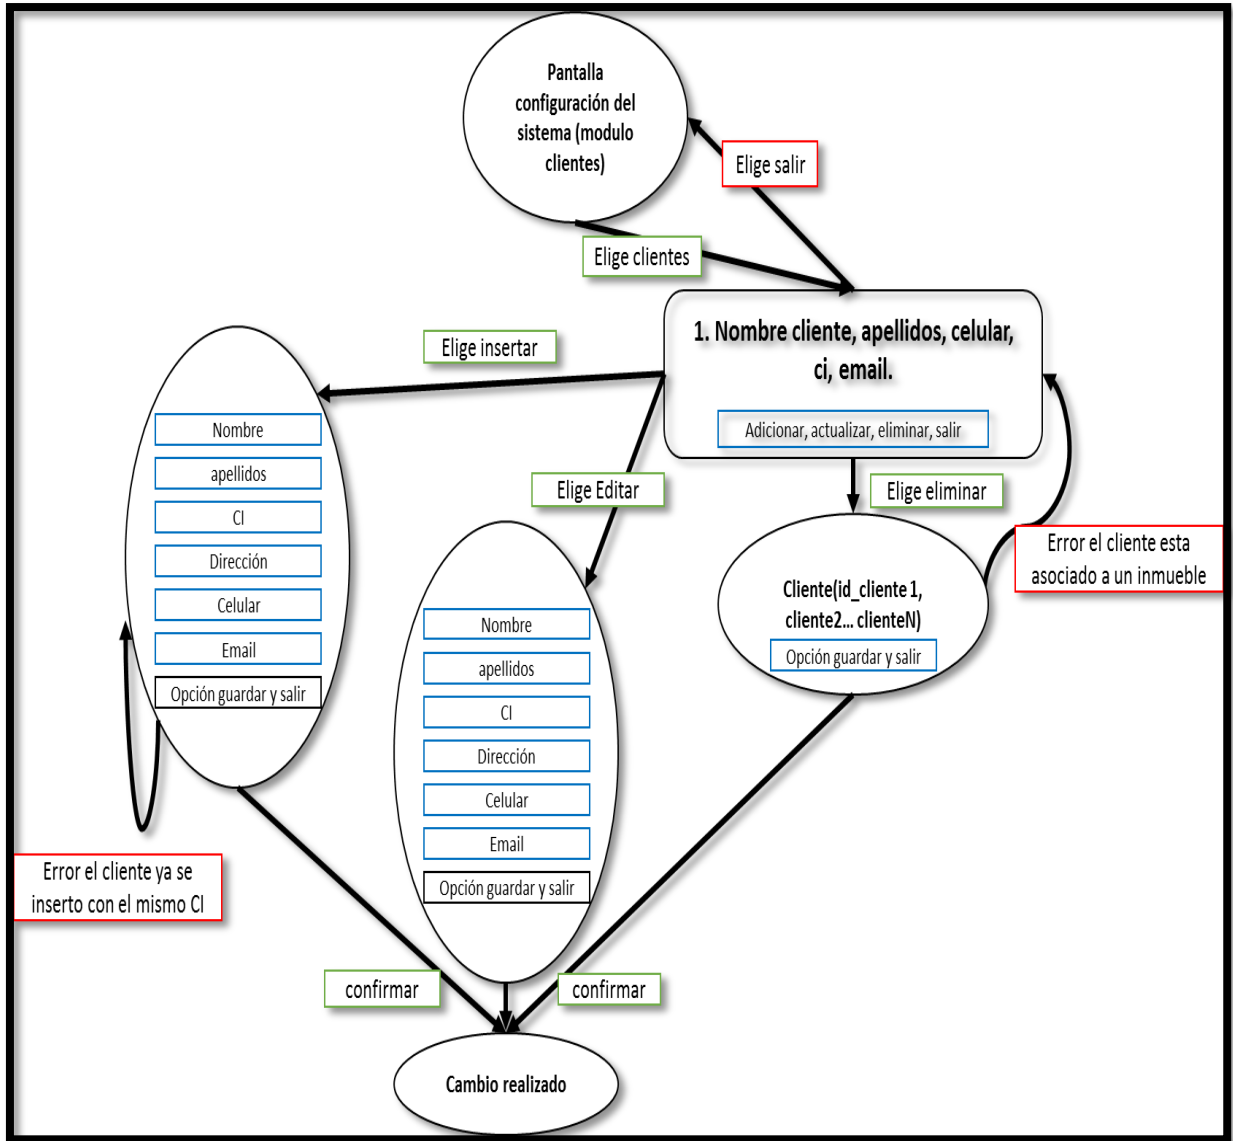 Pantalla
configuración del
sistema (modulo
clientes)
Elige salir
Elige clientes
1. Nombre cliente, apellidos, celular,
ci, email.
Adicionar, actualizar, eliminar, salir
Elige insertar
Elige Editar
Elige eliminar
Error el cliente esta
asociado a un inmueble
Nombre
apellidos
CI
Dirección
Celular
Email
Opción guardar y salir
Nombre
apellidos
CI
Dirección
Celular
Email
Opción guardar y salir
Cliente(id_cliente 1,
cliente2... clienteN)
Opción guardar y salir
Error el cliente ya se
inserto con el mismo CI
confirmar
confirmar
Cambio realizado